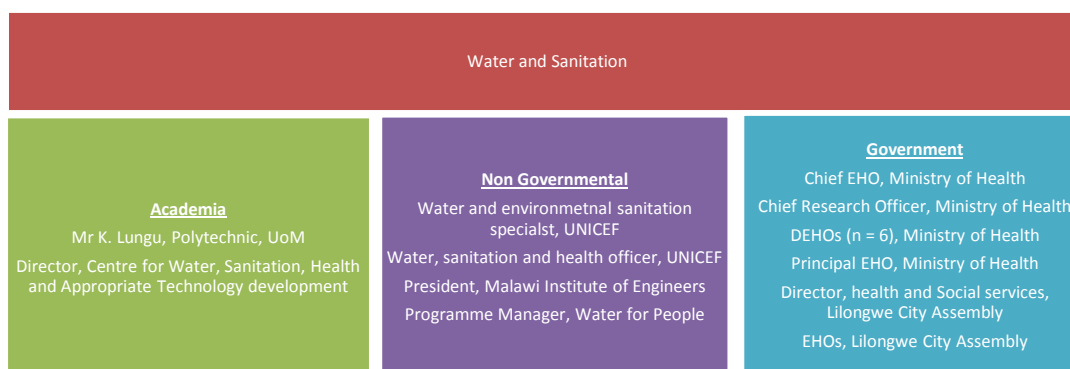 Water and Sanitation
Academia
Mr K. Lungu, Polytechnic, UoM
Director, Centre for Water, Sanitation, Health
and Appropriate Technology development
Non Governmental
Water and environmetnal sanitation
specialst, UNICEF
Water, sanitation and health officer, UNICEF
President, Malawi Institute of Engineers
Programme Manager, Water for People
Government
Chief EHO, Ministry of Health
Chief Research Officer, Ministry of Health
DEHOs (n = 6), Ministry of Health
Principal EHO, Ministry of Health
Director, health and Social services,
Lilongwe City Assembly
EHOs, Lilongwe City Assembly